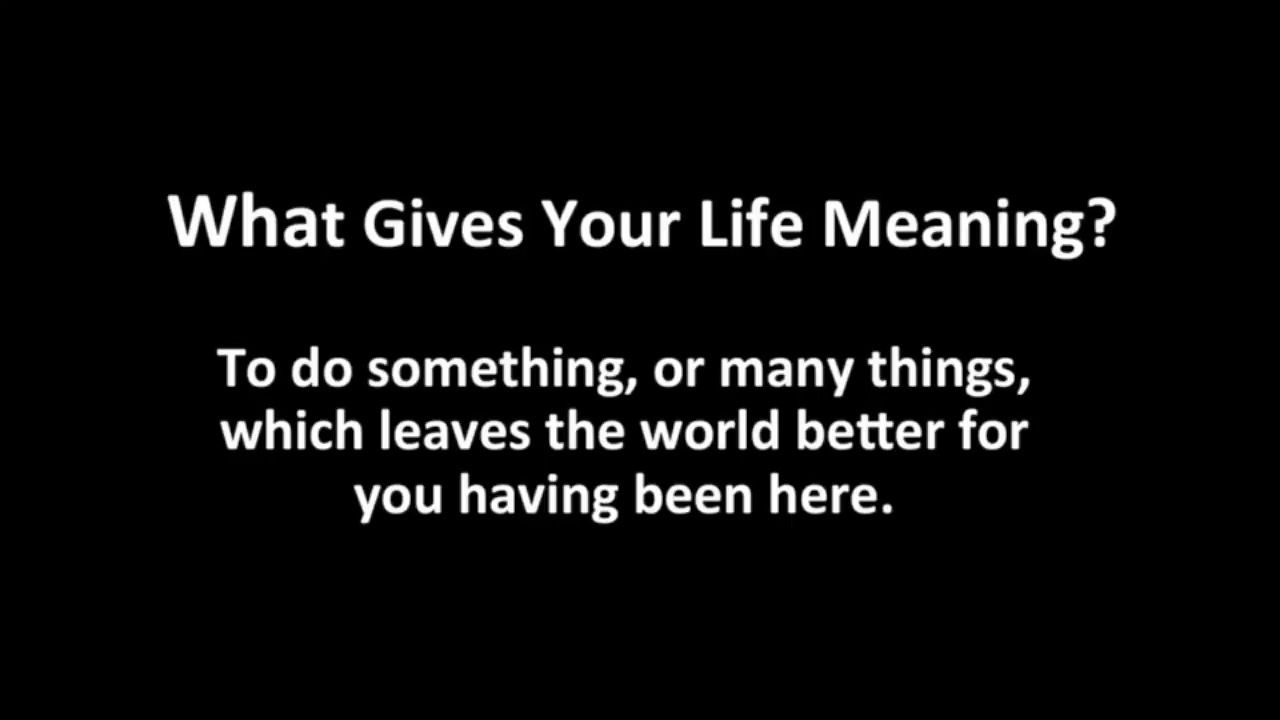 What Gives Your Life Meaning?
To do something, or many things,
which leaves the world better for
you having been here.